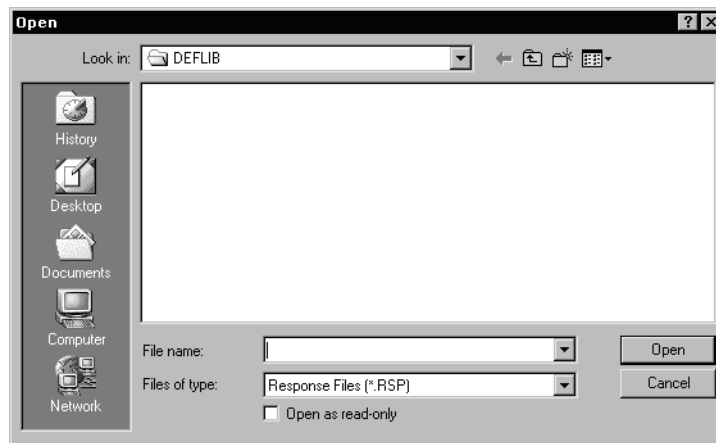 Open
Look in: DEFLIB
History
Desktop
Documents
Computer
Network
File name:
Open
Files of type: Response Files (*.RSP)
Cancel
Open as read-only